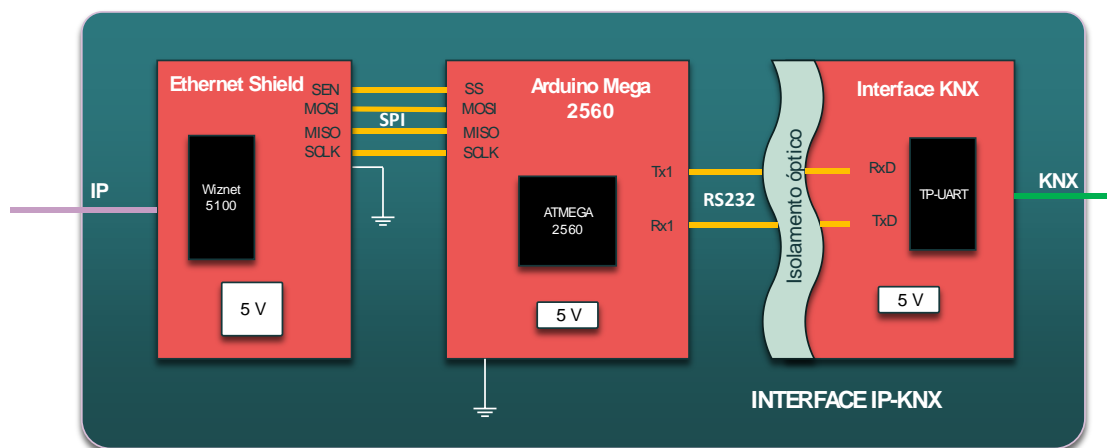 IP
Ethernet Shield
SEN
MOSI
MISO
SCLK
Wiznet
5100
5 V
SPI
SS
MOSI
MISO
SCLK
Arduino Mega
2560
ATMEGA
2560
Tx1
Rx1
5 V
RS232
Isolamento óptico
Interface KNX
RxD
TxD
TP-UART
5 V
KNX
INTERFACE IP-KNX